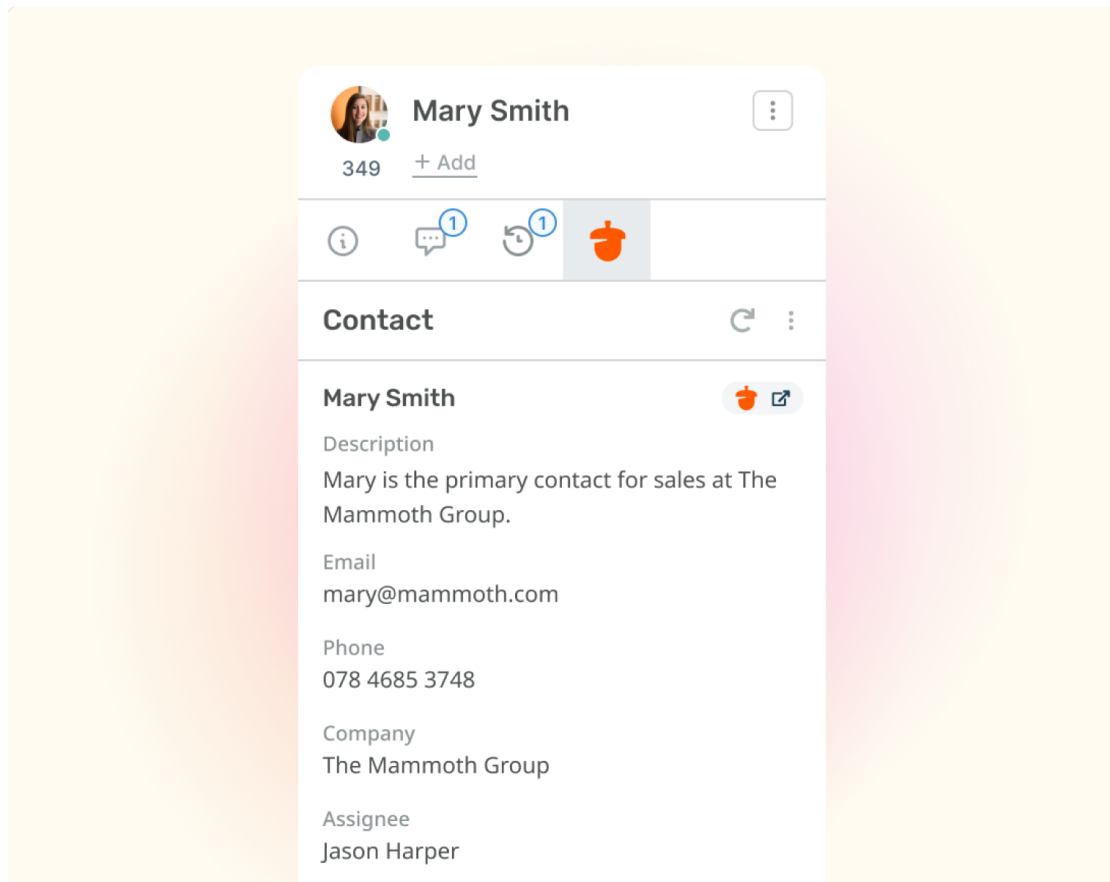 Mary Smith
349
+ Add
1
1
Contact
Mary Smith
Description
Mary is the primary contact for sales at The
Mammoth Group.
Email
mary@mammoth.com
Phone
078 4685 3748
Company
The Mammoth Group
Assignee
Jason Harper